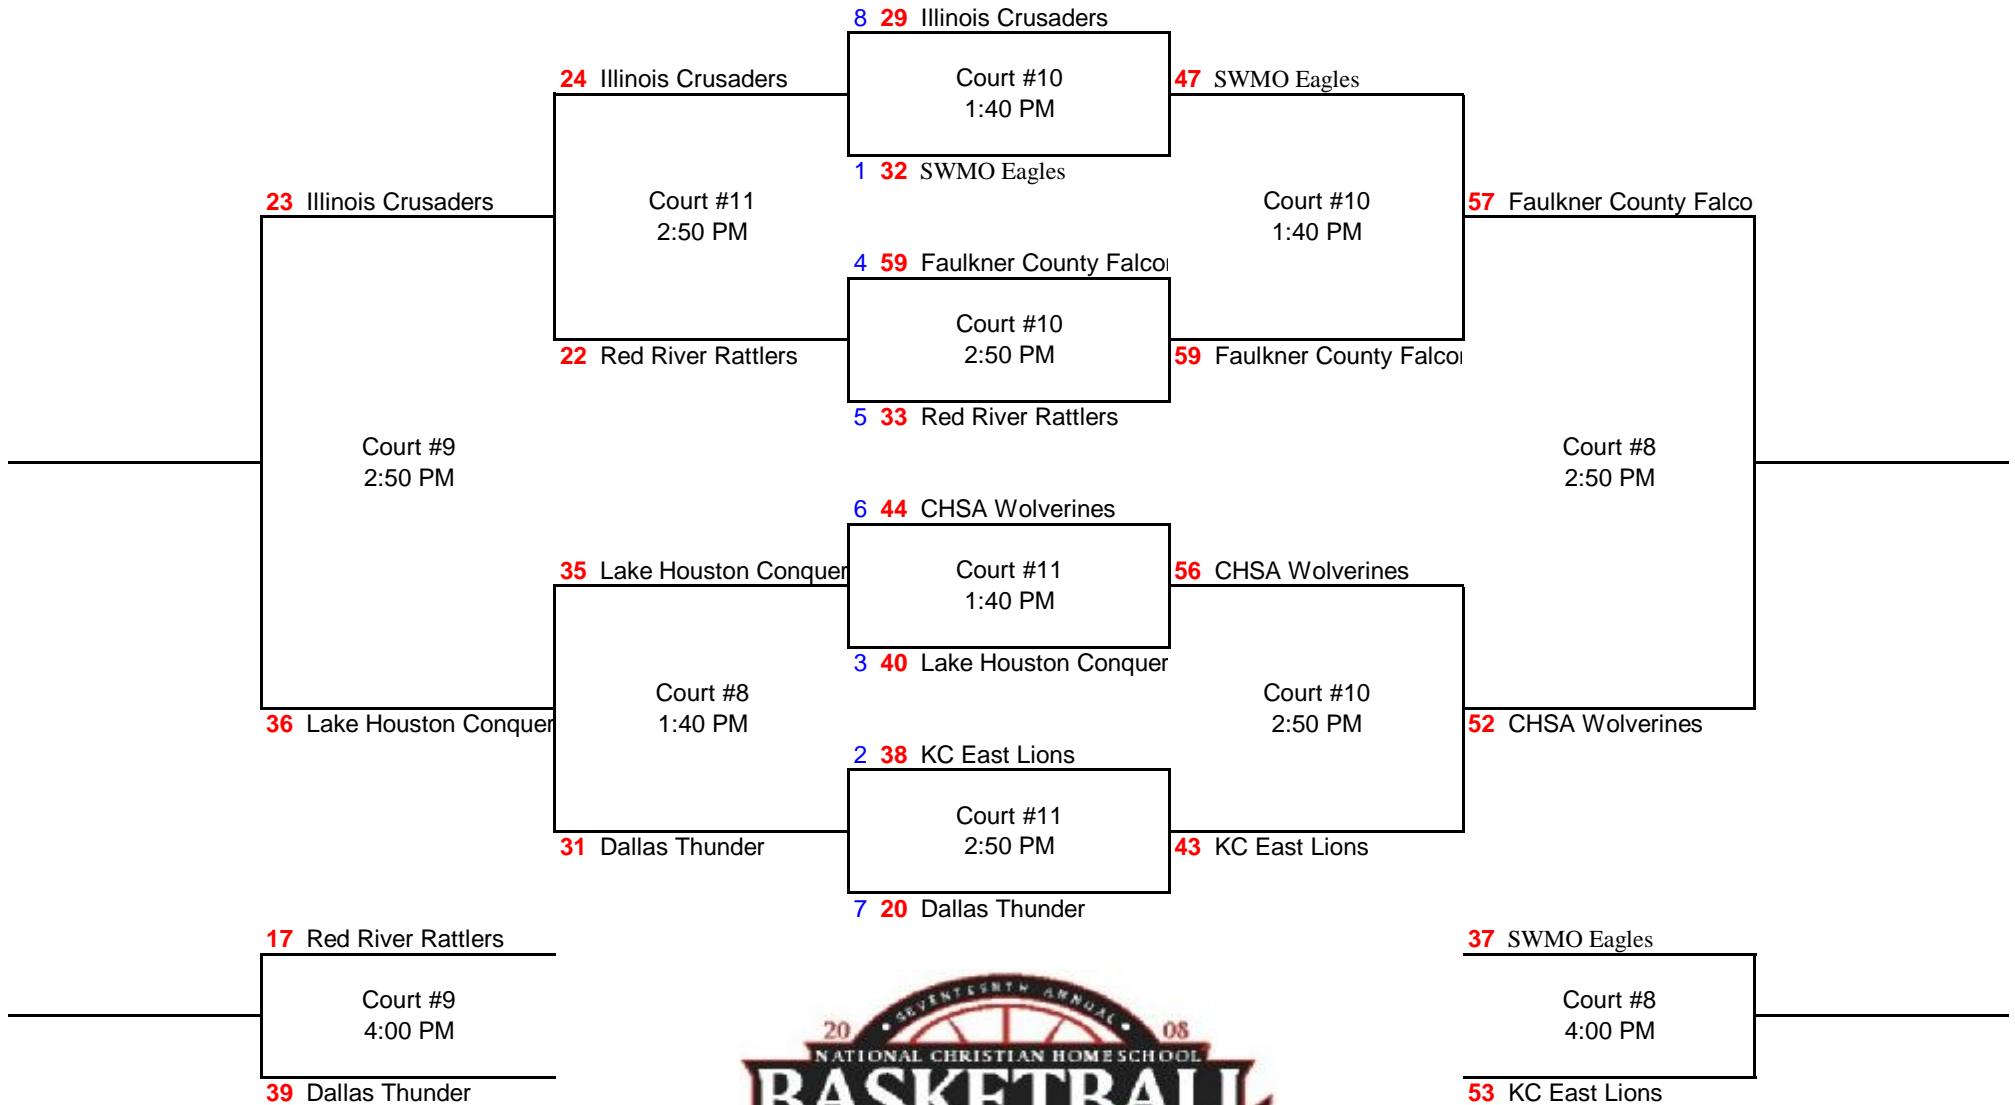 8 29 Illinois Crusaders
24 Illinois Crusaders
Court #10
1:40 PM
47 SWMO Eagles
1 32 SWMO Eagles
23 Illinois Crusaders
Court #11
2:50 PM
Court #10
1:40 PM
57 Faulkner County Falco
4 59 Faulkner County Falco
Court #10
2:50 PM
22 Red River Rattlers
59 Faulkner County Falco
5 33 Red River Rattlers
Court #9
2:50 PM
Court #8
2:50 PM
6 44 CHSA Wolverines
35 Lake Houston Conquer
Court #11
1:40 PM
56 CHSA Wolverines
3 40 Lake Houston Conquer
Court #8
1:40 PM
Court #10
2:50 PM
36 Lake Houston Conquer
52 CHSA Wolverines
2 38 KC East Lions
Court #11
2:50 PM
31 Dallas Thunder
43 KC East Lions
7 20 Dallas Thunder
17 Red River Rattlers
37 SWMO Eagles
Court #9
4:00 PM
Court #8
4:00 PM
39 Dallas Thunder
53 KC East Lions
SEVENTEENTH ANNUAL
20 08
NATIONAL CHRISTIAN HOMESCHOOL
BASKETBALL